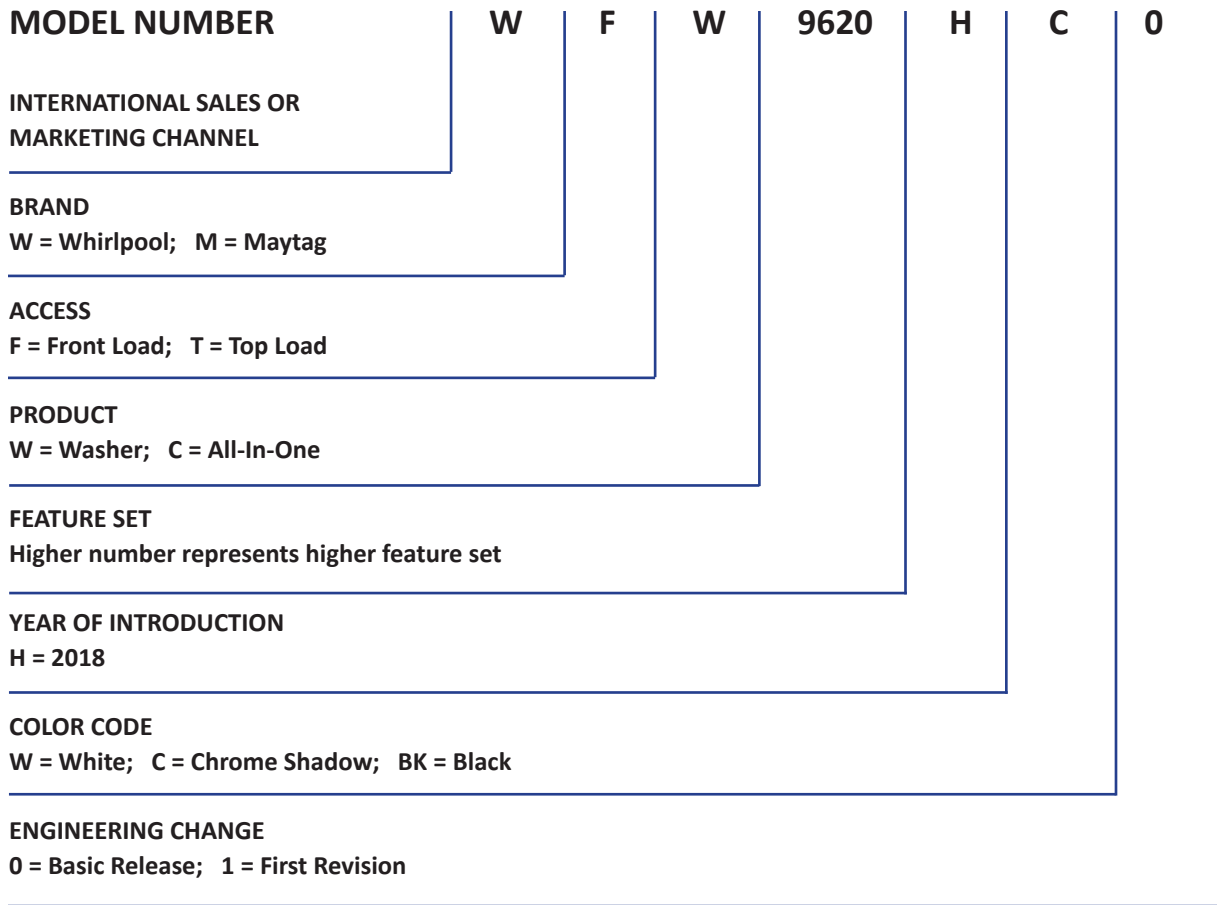 MODEL NUMBER W F W 9620 H C 0
INTERNATIONAL SALES OR
MARKETING CHANNEL
BRAND
W = Whirlpool; M = Maytag
ACCESS
F = Front Load; T = Top Load
PRODUCT
W = Washer; C = All-In-One
FEATURE SET
Higher number represents higher feature set
YEAR OF INTRODUCTION
H = 2018
COLOR CODE
W = White; C = Chrome Shadow; BK = Black
ENGINEERING CHANGE
0 = Basic Release; 1 = First Revision